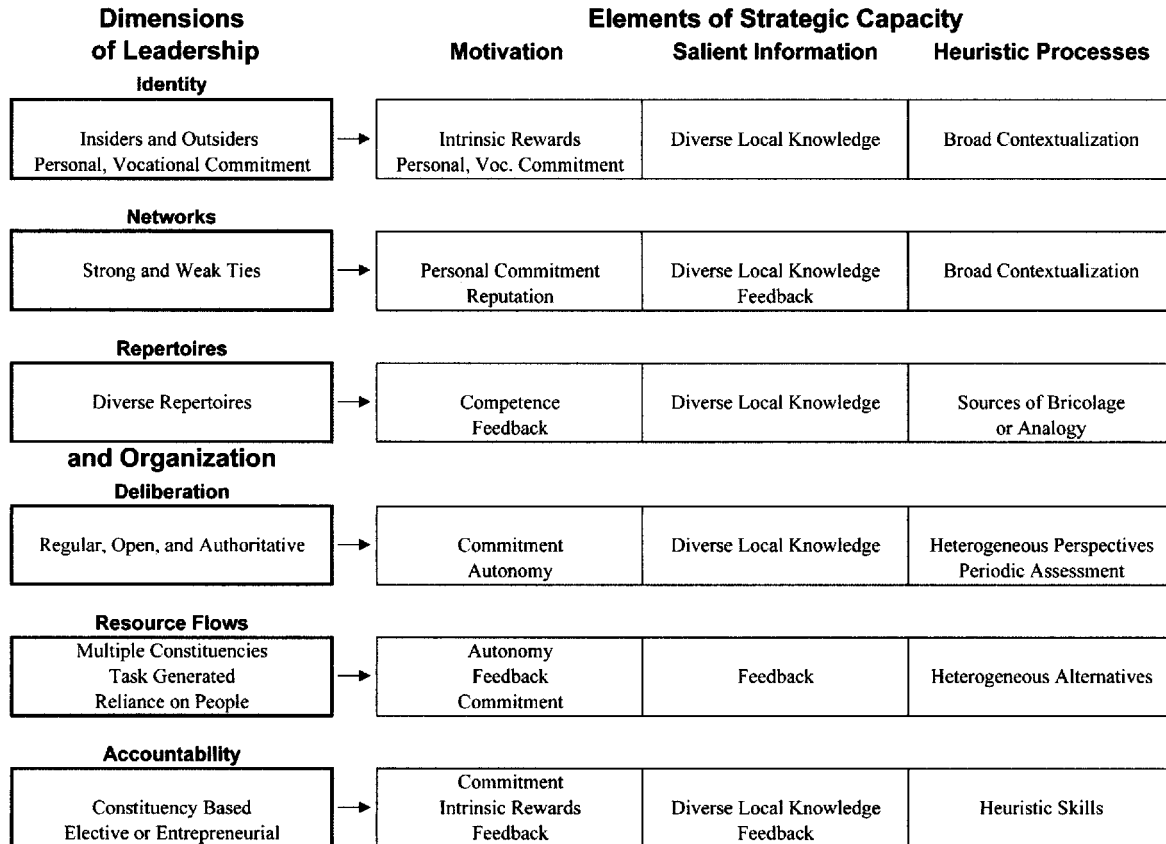 Dimensions
of Leadership
Elements of Strategic Capacity
Motivation
Salient Information
Heuristic Processes
Identity
Insiders and Outsiders
Personal, Vocational Commitment
Intrinsic Rewards
Personal, Voc. Commitment
Diverse Local Knowledge
Broad Contextualization
Networks
Strong and Weak Ties
Personal Commitment
Reputation
Diverse Local Knowledge
Feedback
Broad Contextualization
Repertoires
Diverse Repertoires
Competence
Feedback
Diverse Local Knowledge
Sources of Bricolage
or Analogy
and Organization
Deliberation
Regular, Open, and Authoritative
Commitment
Autonomy
Diverse Local Knowledge
Heterogeneous Perspectives
Periodic Assessment
Resource Flows
Multiple Constituencies
Task Generated
Reliance on People
Autonomy
Feedback
Commitment
Feedback
Heterogeneous Alternatives
Accountability
Constituency Based
Elective or Entrepreneurial
Commitment
Intrinsic Rewards
Feedback
Diverse Local Knowledge
Feedback
Heuristic Skills